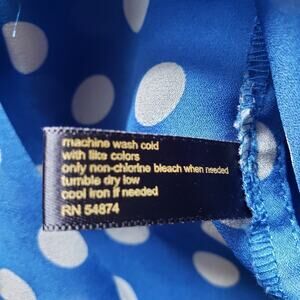 machine wash cold
with like colors
only non-chlorine bleach when needed
tumble dry low
cool iron if needed
RN 54874